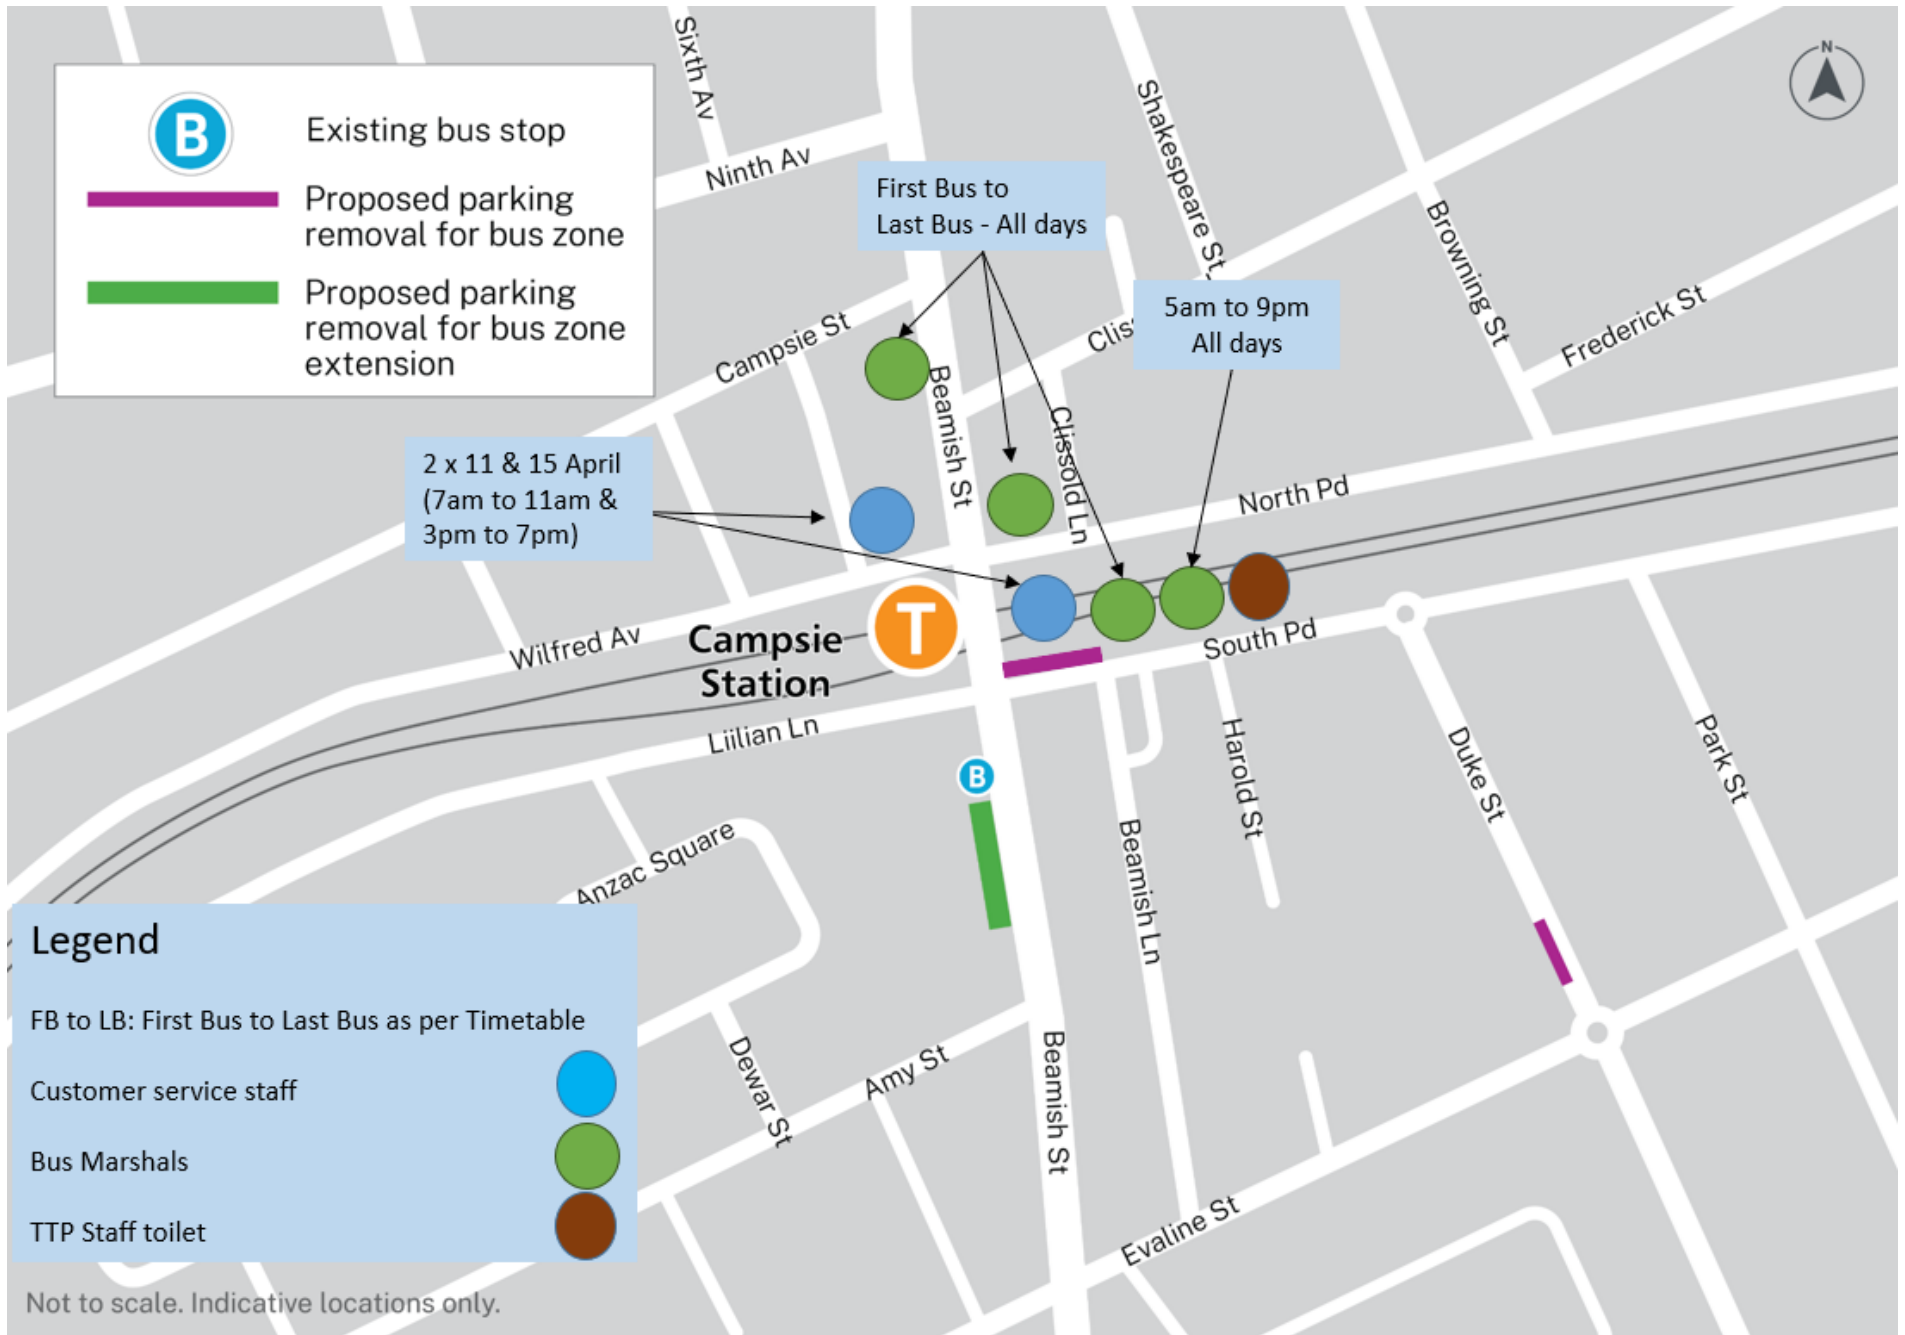 B
Existing bus stop
Proposed parking
removal for bus zone
Proposed parking
removal for bus zone
extension
N
Sixth Av
Ninth Av
Shakespeare St
Browning St
Frederick St
First Bus to
Last Bus - All days
5am to 9pm
All days
Campsie St
Clis
Beamish St
Clissold Ln
North Pd
2 x 11 & 15 April
(7am to 11am &
3pm to 7pm)
T
Campsie
Station
Wilfred Av
South Pd
Liilian Ln
B
Harold St
Duke St
Park St
Anzac Square
Beamish Ln
Dewar St
Amy St
Beamish St
Evaline St
Legend
FB to LB: First Bus to Last Bus as per Timetable
Customer service staff
Bus Marshals
TTP Staff toilet
Not to scale. Indicative locations only.